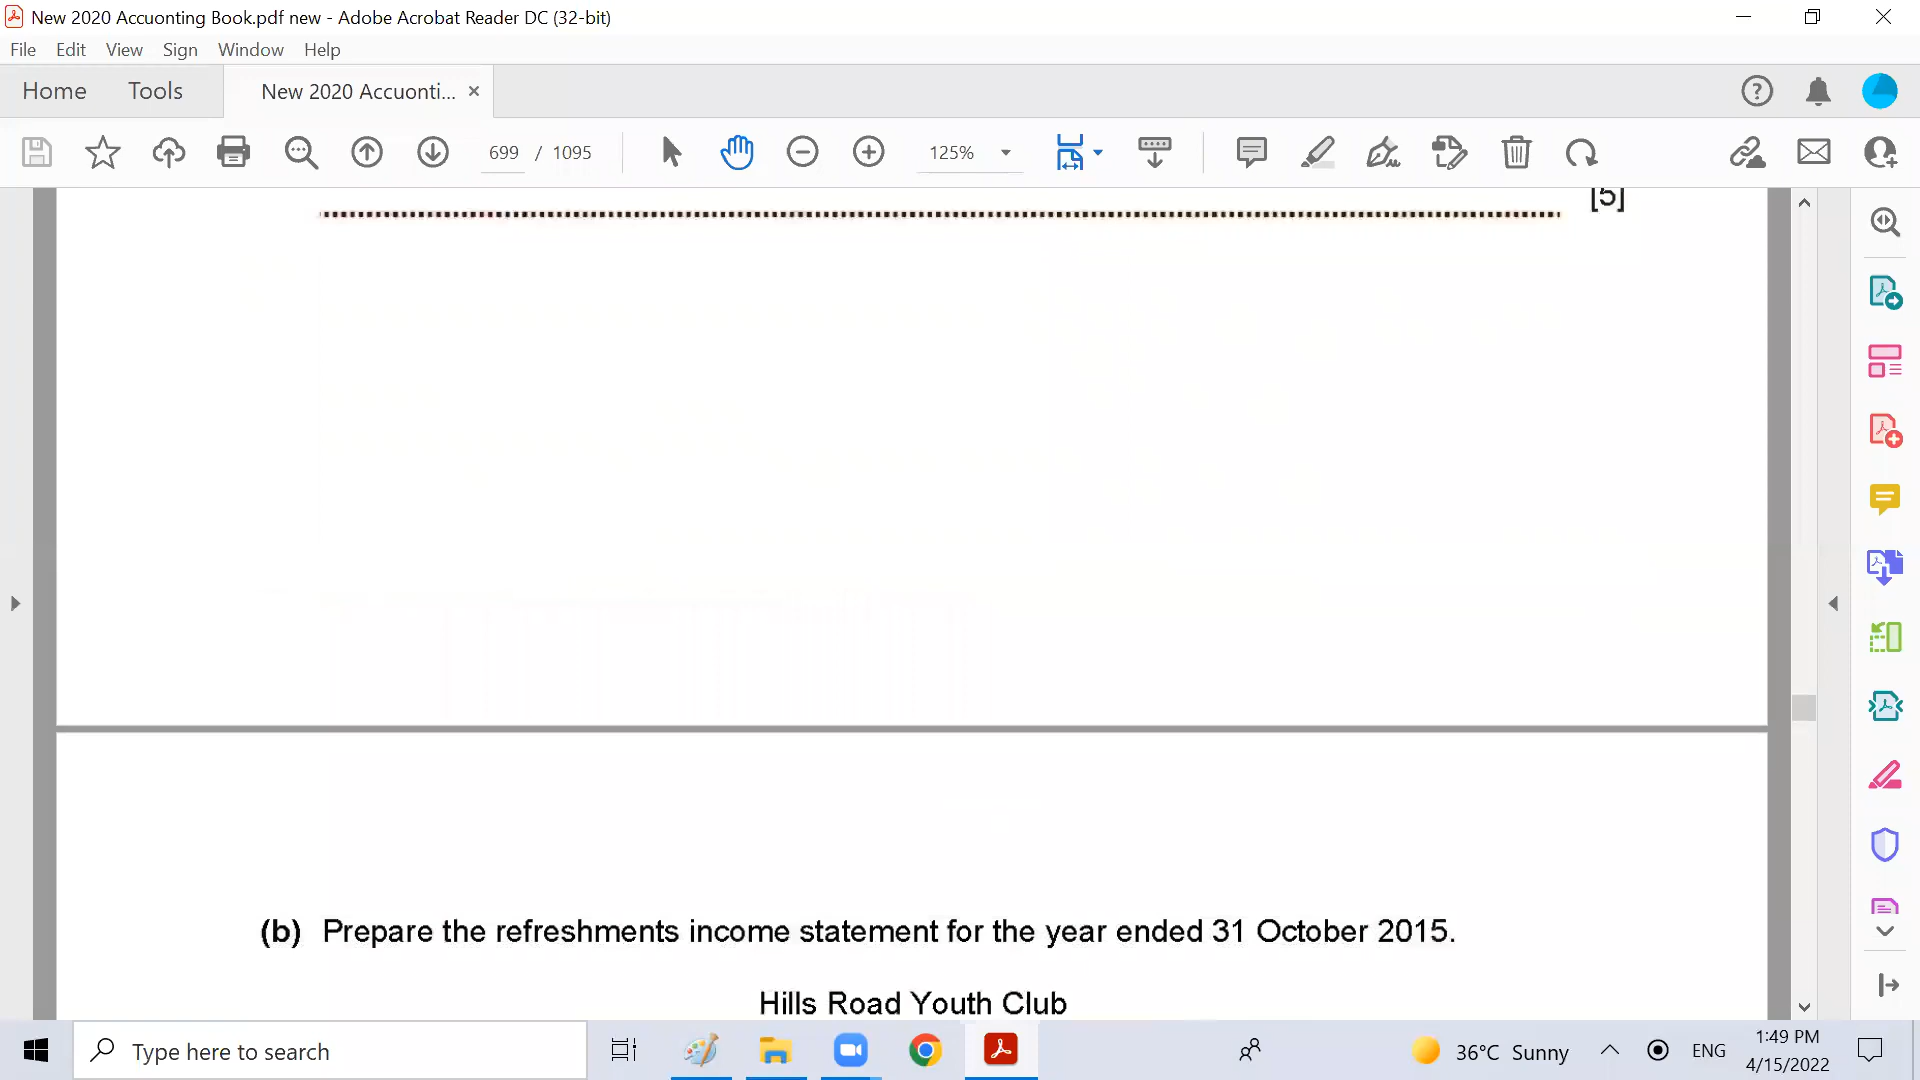 New 2020 Accuonting Book.pdf new - Adobe Acrobat Reader DC (32-bit)
File Edit View Sign Window Help
Home Tools New 2020 Accuonti... ×
699 / 1095 125%
[5]
(b) Prepare the refreshments income statement for the year ended 31 October 2015.
Hills Road Youth Club
Type here to search
36°C Sunny
ENG
1:49 PM
4/15/2022